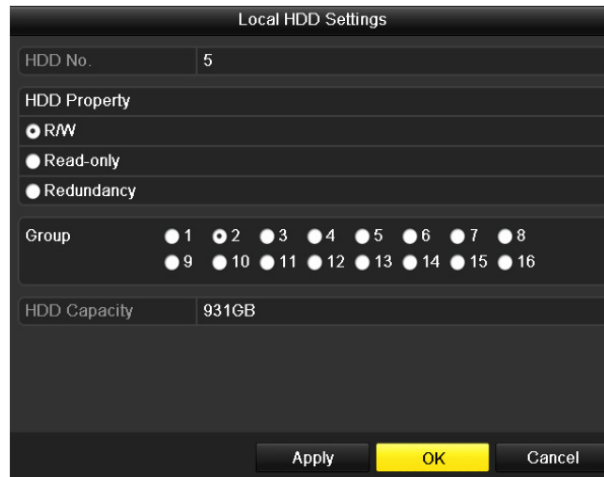 Local HDD Settings
HDD No. 5
HDD Property
R/W
Read-only
Redundancy
Group 1 2 3 4 5 6 7 8
9 10 11 12 13 14 15 16
HDD Capacity 931GB
Apply OK Cancel